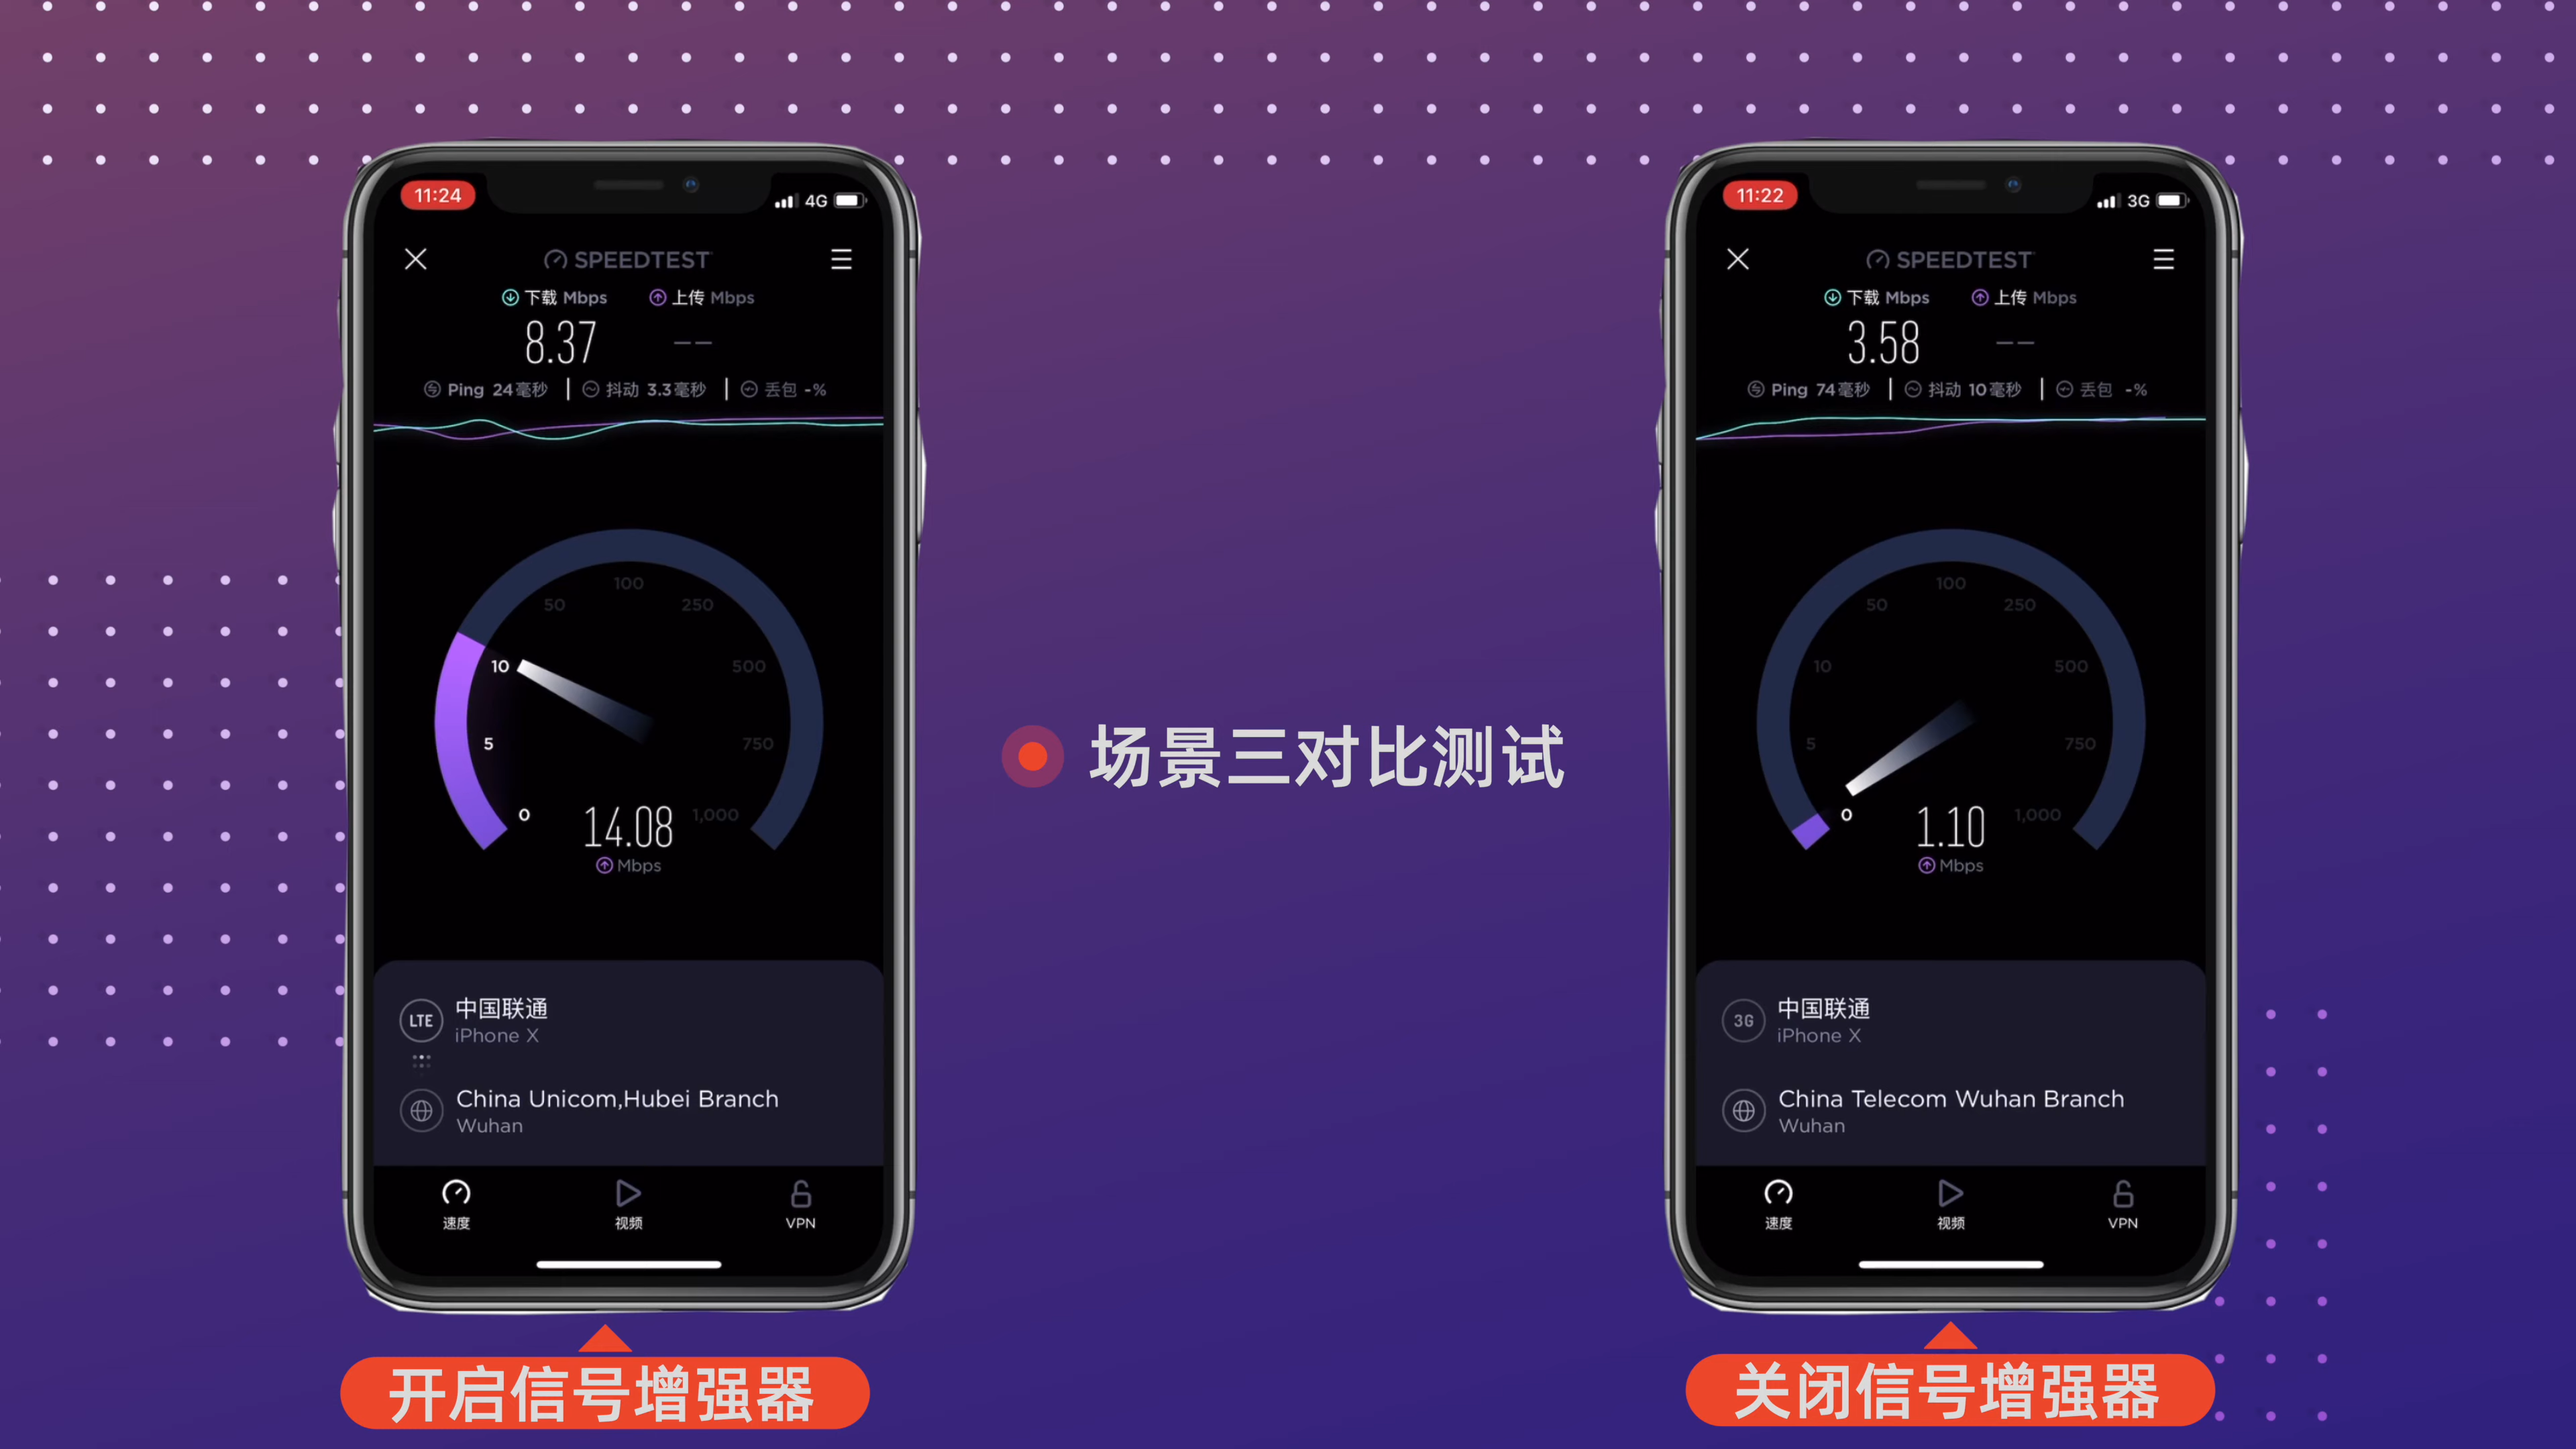 11:24
4G
SPEEDTEST
下载 Mbps
上传 Mbps
8.37
Ping 24毫秒
抖动 3.3毫秒
丢包 -%
100
50
250
10
500
5
750
0
1,000
14.08
Mbps
LTE
中国联通
iPhone X
China Unicom,Hubei Branch
Wuhan
速度
视频
VPN
开启信号增强器
场景三对比测试
11:22
3G
SPEEDTEST
下载 Mbps
上传 Mbps
3.58
Ping 74毫秒
抖动 10毫秒
丢包 -%
100
50
250
10
500
5
750
0
1,000
1.10
Mbps
3G
中国联通
iPhone X
China Telecom Wuhan Branch
Wuhan
速度
视频
VPN
关闭信号增强器